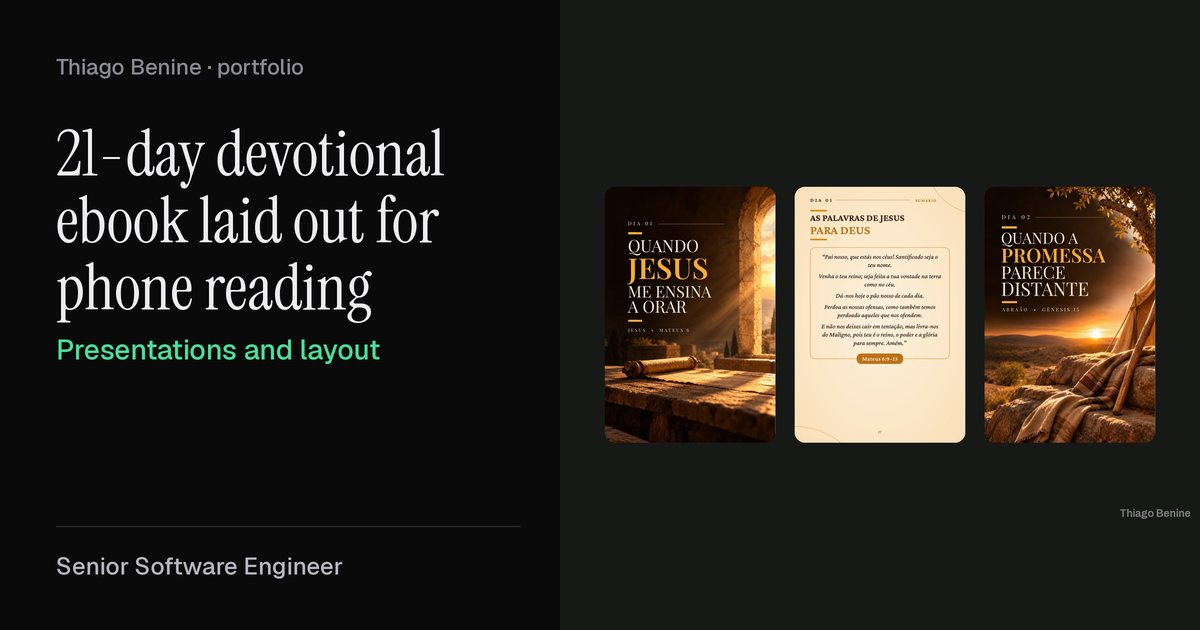 Thiago Benine · portfolio
21-day devotional
ebook laid out for
phone reading
Presentations and layout
Senior Software Engineer
DIA 01
QUANDO
JESUS
ME ENSINA
A ORAR
JESUS • MATEUS 6
DIA 01
SUMÁRIO
AS PALAVRAS DE JESUS
PARA DEUS
"Pai nosso, que estás nos céus! Santificado seja o
teu nome.
Venha o teu reino; seja feita a tua vontade na terra
como no céu.
Dá-nos hoje o pão nosso de cada dia.
Perdoa as nossas ofensas, como também temos
perdoado aqueles que nos ofendem.
E não nos deixes cair em tentação, mas livra-nos
do Maligno, pois teu é o reino, o poder e a glória
para sempre. Amém."
Mateus 6:9-13
DIA 02
QUANDO A
PROMESSA
PARECE
DISTANTE
ABRAÃO • GÊNESIS 15
Thiago Benine